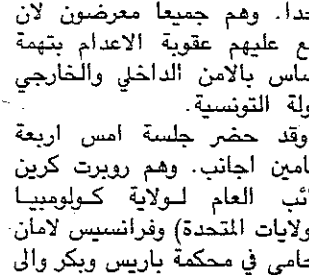 جدا. وهم جميعا معرضون لان
ع عليهم عقوبة الاعدام بتهمة
ساس بالامن الداخلي والخارجي
ولة التونسية.
وقد حضر جلسة امس اربعة
امين اجانب. وهم روبرت كرين
ائب العام لولاية كولومبيا
ولايات المتحدة) وفرانسيس لامان
حامي في محكمة باريس وبكر والى